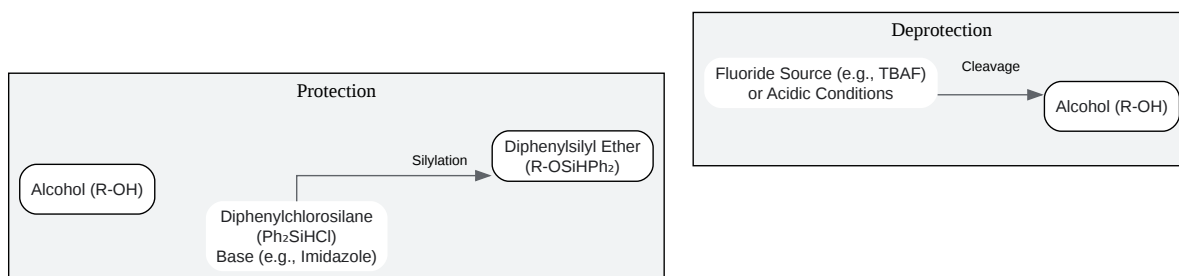 Protection
Alcohol (R-OH)
Silylation
Diphenylsilyl Ether
(R-OSiHPh₂)
Diphenylchlorosilane
(Ph₂SiHCl)
Base (e.g., Imidazole)
Deprotection
Fluoride Source (e.g., TBAF)
or Acidic Conditions
Cleavage
Alcohol (R-OH)